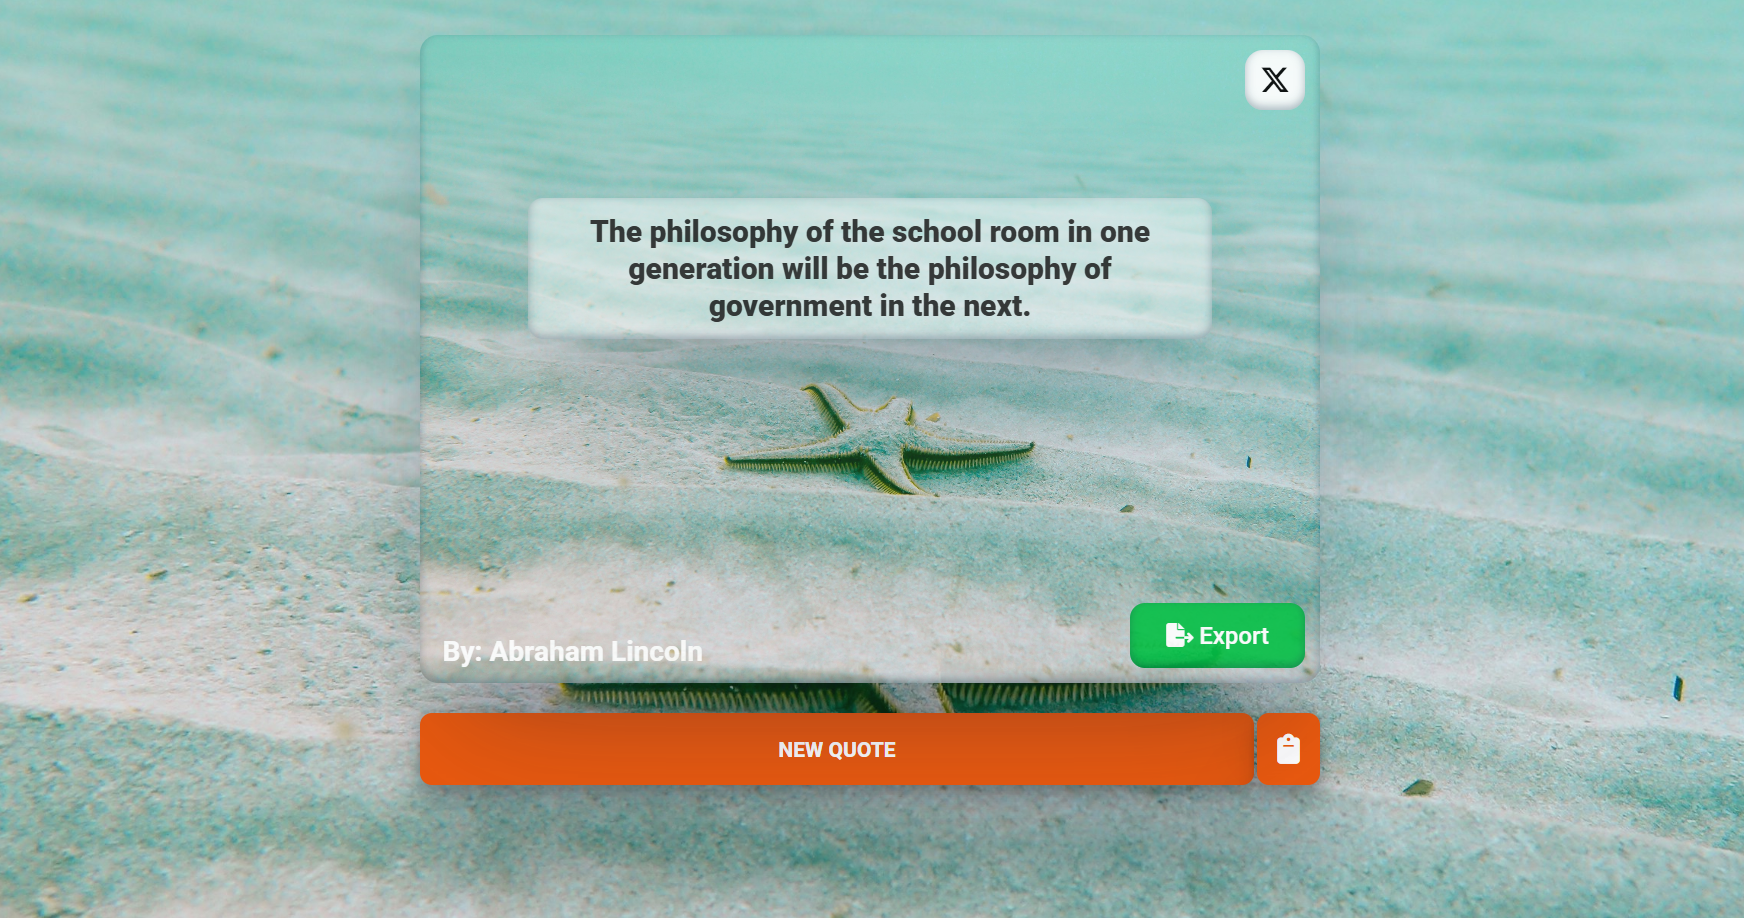 The philosophy of the school room in one
generation will be the philosophy of
government in the next.
By: Abraham Lincoln
Export
NEW QUOTE